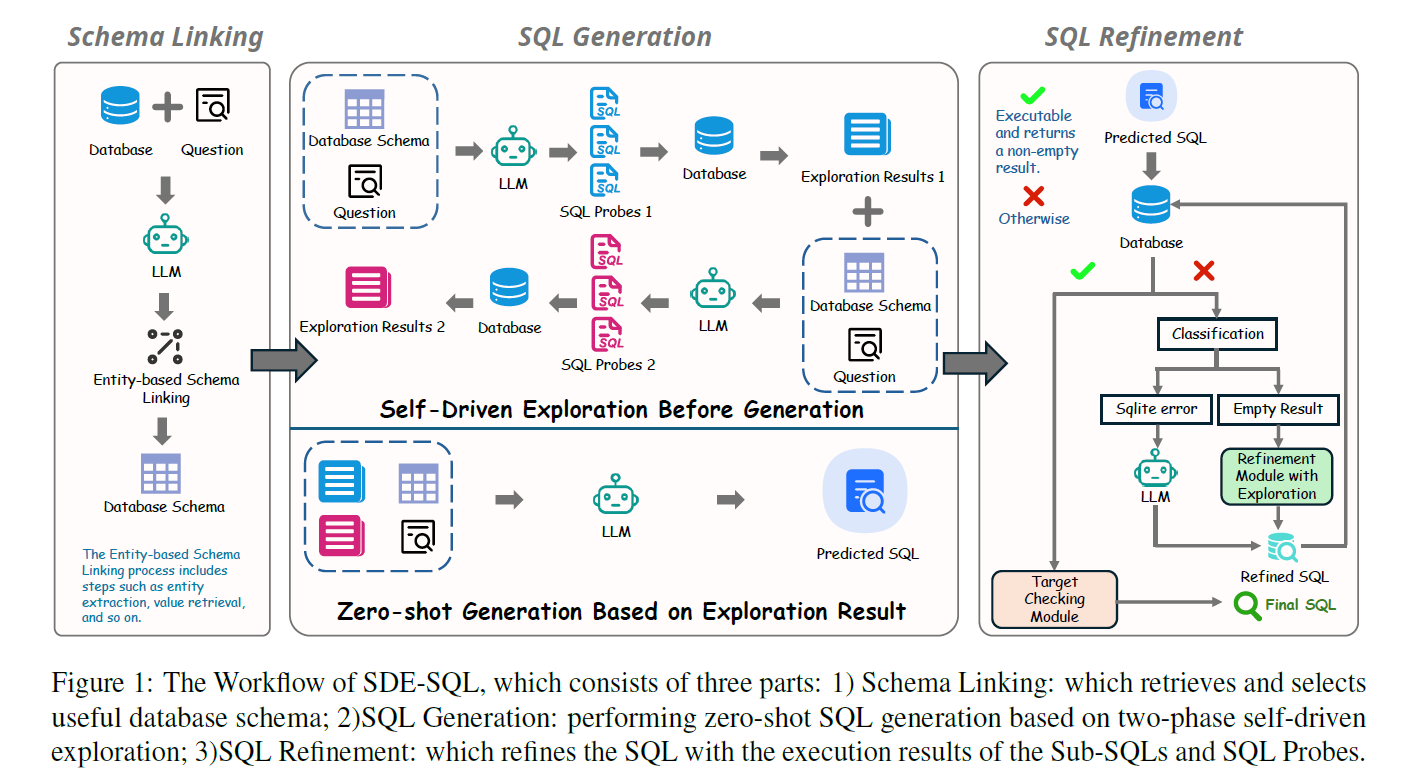 Schema Linking
SQL Generation
SQL Refinement
Database
Question
LLM
Entity-based Schema
Linking
Database Schema
The Entity-based Schema
Linking process includes
steps such as entity
extraction, value retrieval,
and so on.
Database Schema
Question
LLM
SQL
SQL
SQL
SQL Probes 1
Database
Exploration Results 1
Database Schema
Question
LLM
SQL
SQL
SQL
SQL Probes 2
Database
Exploration Results 2
Self-Driven Exploration Before Generation
LLM
Predicted SQL
Zero-shot Generation Based on Exploration Result
Executable
and returns
a non-empty
result.
Otherwise
Predicted SQL
Database
Classification
Sqlite error
Empty Result
LLM
Refinement
Module with
Exploration
Refined SQL
Target
Checking
Module
Final SQL
Figure 1: The Workflow of SDE-SQL, which consists of three parts: 1) Schema Linking: which retrieves and selects
useful database schema; 2)SQL Generation: performing zero-shot SQL generation based on two-phase self-driven
exploration; 3)SQL Refinement: which refines the SQL with the execution results of the Sub-SQLs and SQL Probes.